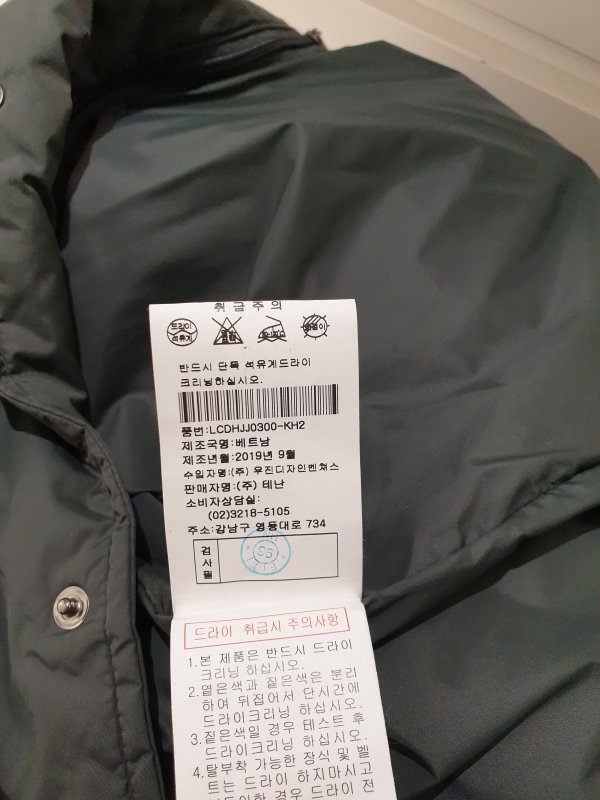 취급주의
드라이
석유계
반드시 단독 석유계드라이
크리닝하십시오.
품번:LCDHJJ0300-KH2
제조국명:베트남
제조년월:2019년 9월
수입자명:(주) 우진디자인벤쳐스
판매자명:(주) 테난
소비자상담실:
(02)3218-5105
주소:강남구 영동대로 734
검사필
드라이 취급시 주의사항
1.본 제품은 반드시 드라이
크리닝 하십시오.
2.옅은색과 짙은색은 분리
하여 뒤집어서 단시간에
드라이크리닝 하십시오.
3.짙은색일 경우 테스트 후
드라이크리닝 하십시오.
4.탈부착 가능한 장식 및 벨
트는 드라이 하지마시고
경우 드라이 전